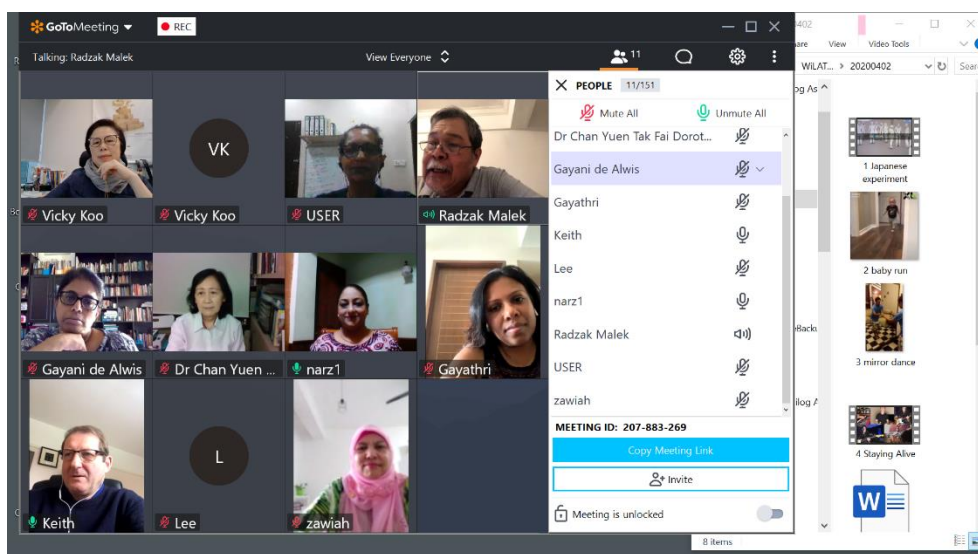 GoToMeeting
REC
Talking: Radzak Malek
View Everyone
11
Vicky Koo
VK
Vicky Koo
USER
Radzak Malek
Gayani de Alwis
Dr Chan Yuen ...
narz1
Gayathri
Keith
L
Lee
zawiah
PEOPLE 11/151
Mute All
Unmute All
Dr Chan Yuen Tak Fai Dorot...
Gayani de Alwis
Gayathri
Keith
Lee
narz1
Radzak Malek
USER
zawiah
MEETING ID: 207-883-269
Copy Meeting Link
Invite
Meeting is unlocked
View
Video Tools
WiLAT... > 20200402
1 Japanese
experiment
2 baby run
3 mirror dance
4 Staying Alive
W
8 items